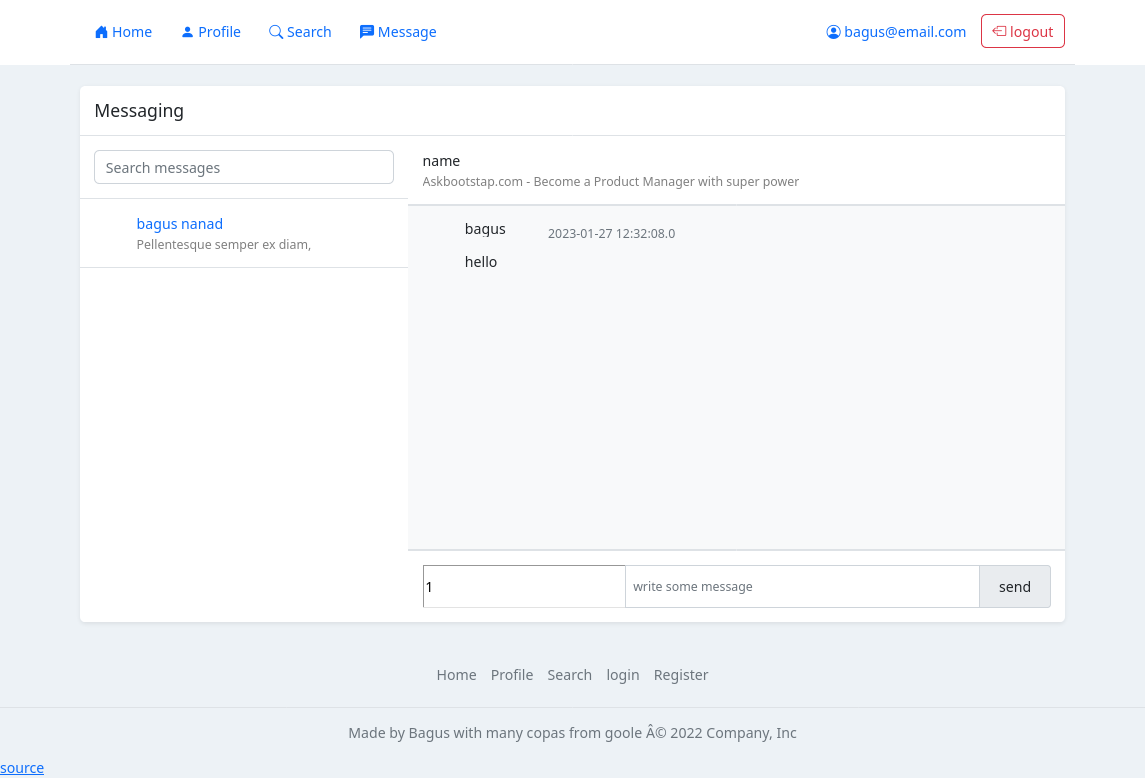 Home Profile Search Message bagus@email.com logout
Messaging
Search messages
bagus nanad
Pellentesque semper ex diam,
name
Askbootstap.com - Become a Product Manager with super power
bagus 2023-01-27 12:32:08.0
hello
1 write some message send
Home Profile Search login Register
Made by Bagus with many copas from goole Â© 2022 Company, Inc
source